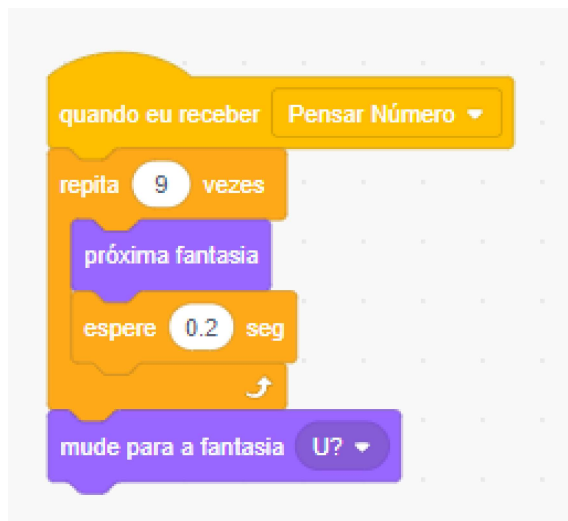 quando eu receber Pensar Número
repita 9 vezes
próxima fantasia
espere 0.2 seg
mude para a fantasia U?